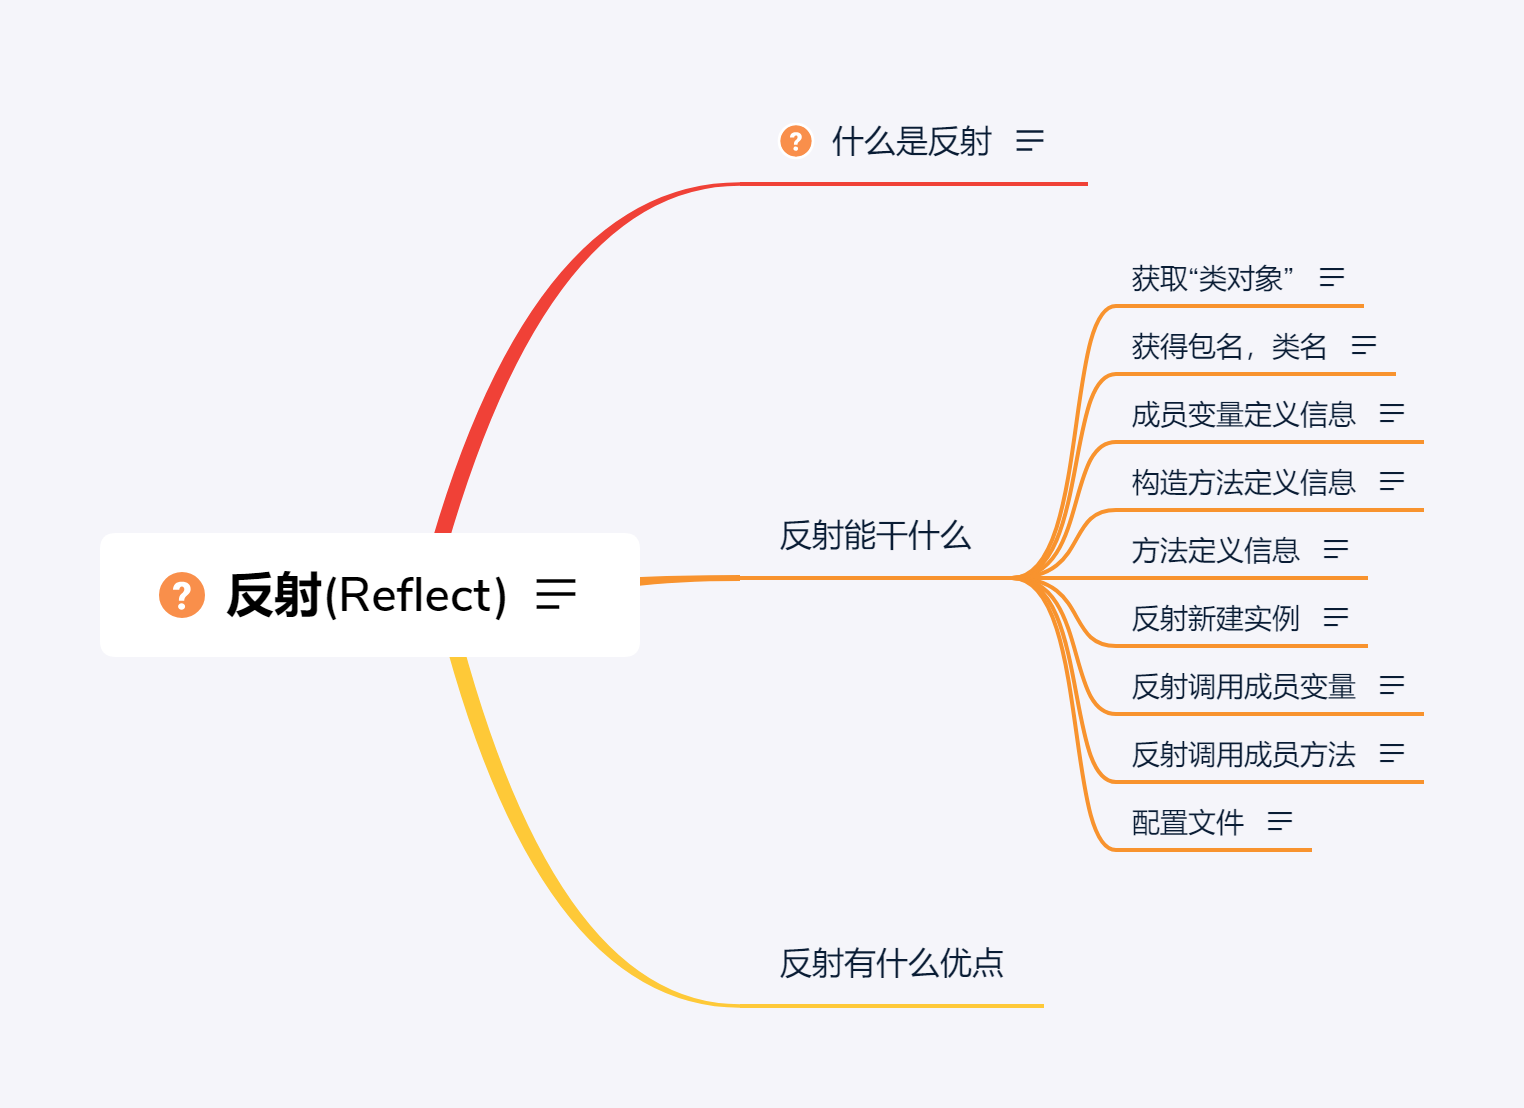 什么是反射
获取“类对象”
获得包名，类名
成员变量定义信息
构造方法定义信息
反射能干什么
方法定义信息
反射(Reflect)
反射新建实例
反射调用成员变量
反射调用成员方法
配置文件
反射有什么优点